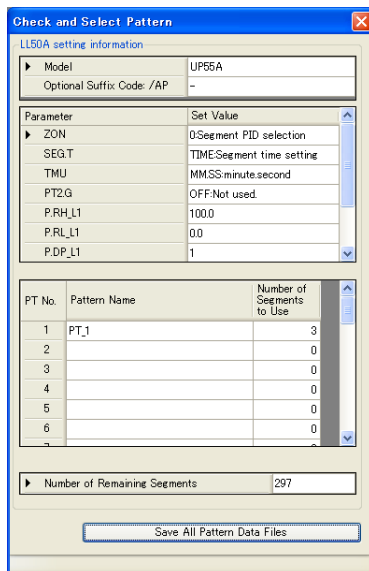 Check and Select Pattern
LL50A setting information
Model UP55A
Optional Suffix Code: /AP -
Parameter Set Value
ZON 0:Segment PID selection
SEG.T TIME:Segment time setting
TMU MM.SS:minute.second
PT2.G OFF:Not used.
P.RH_L1 100.0
P.RL_L1 0.0
P.DP_L1 1
PT No. Pattern Name Number of Segments to Use
1 PT_1 3
2 0
3 0
4 0
5 0
6 0
Number of Remaining Segments 297
Save All Pattern Data Files